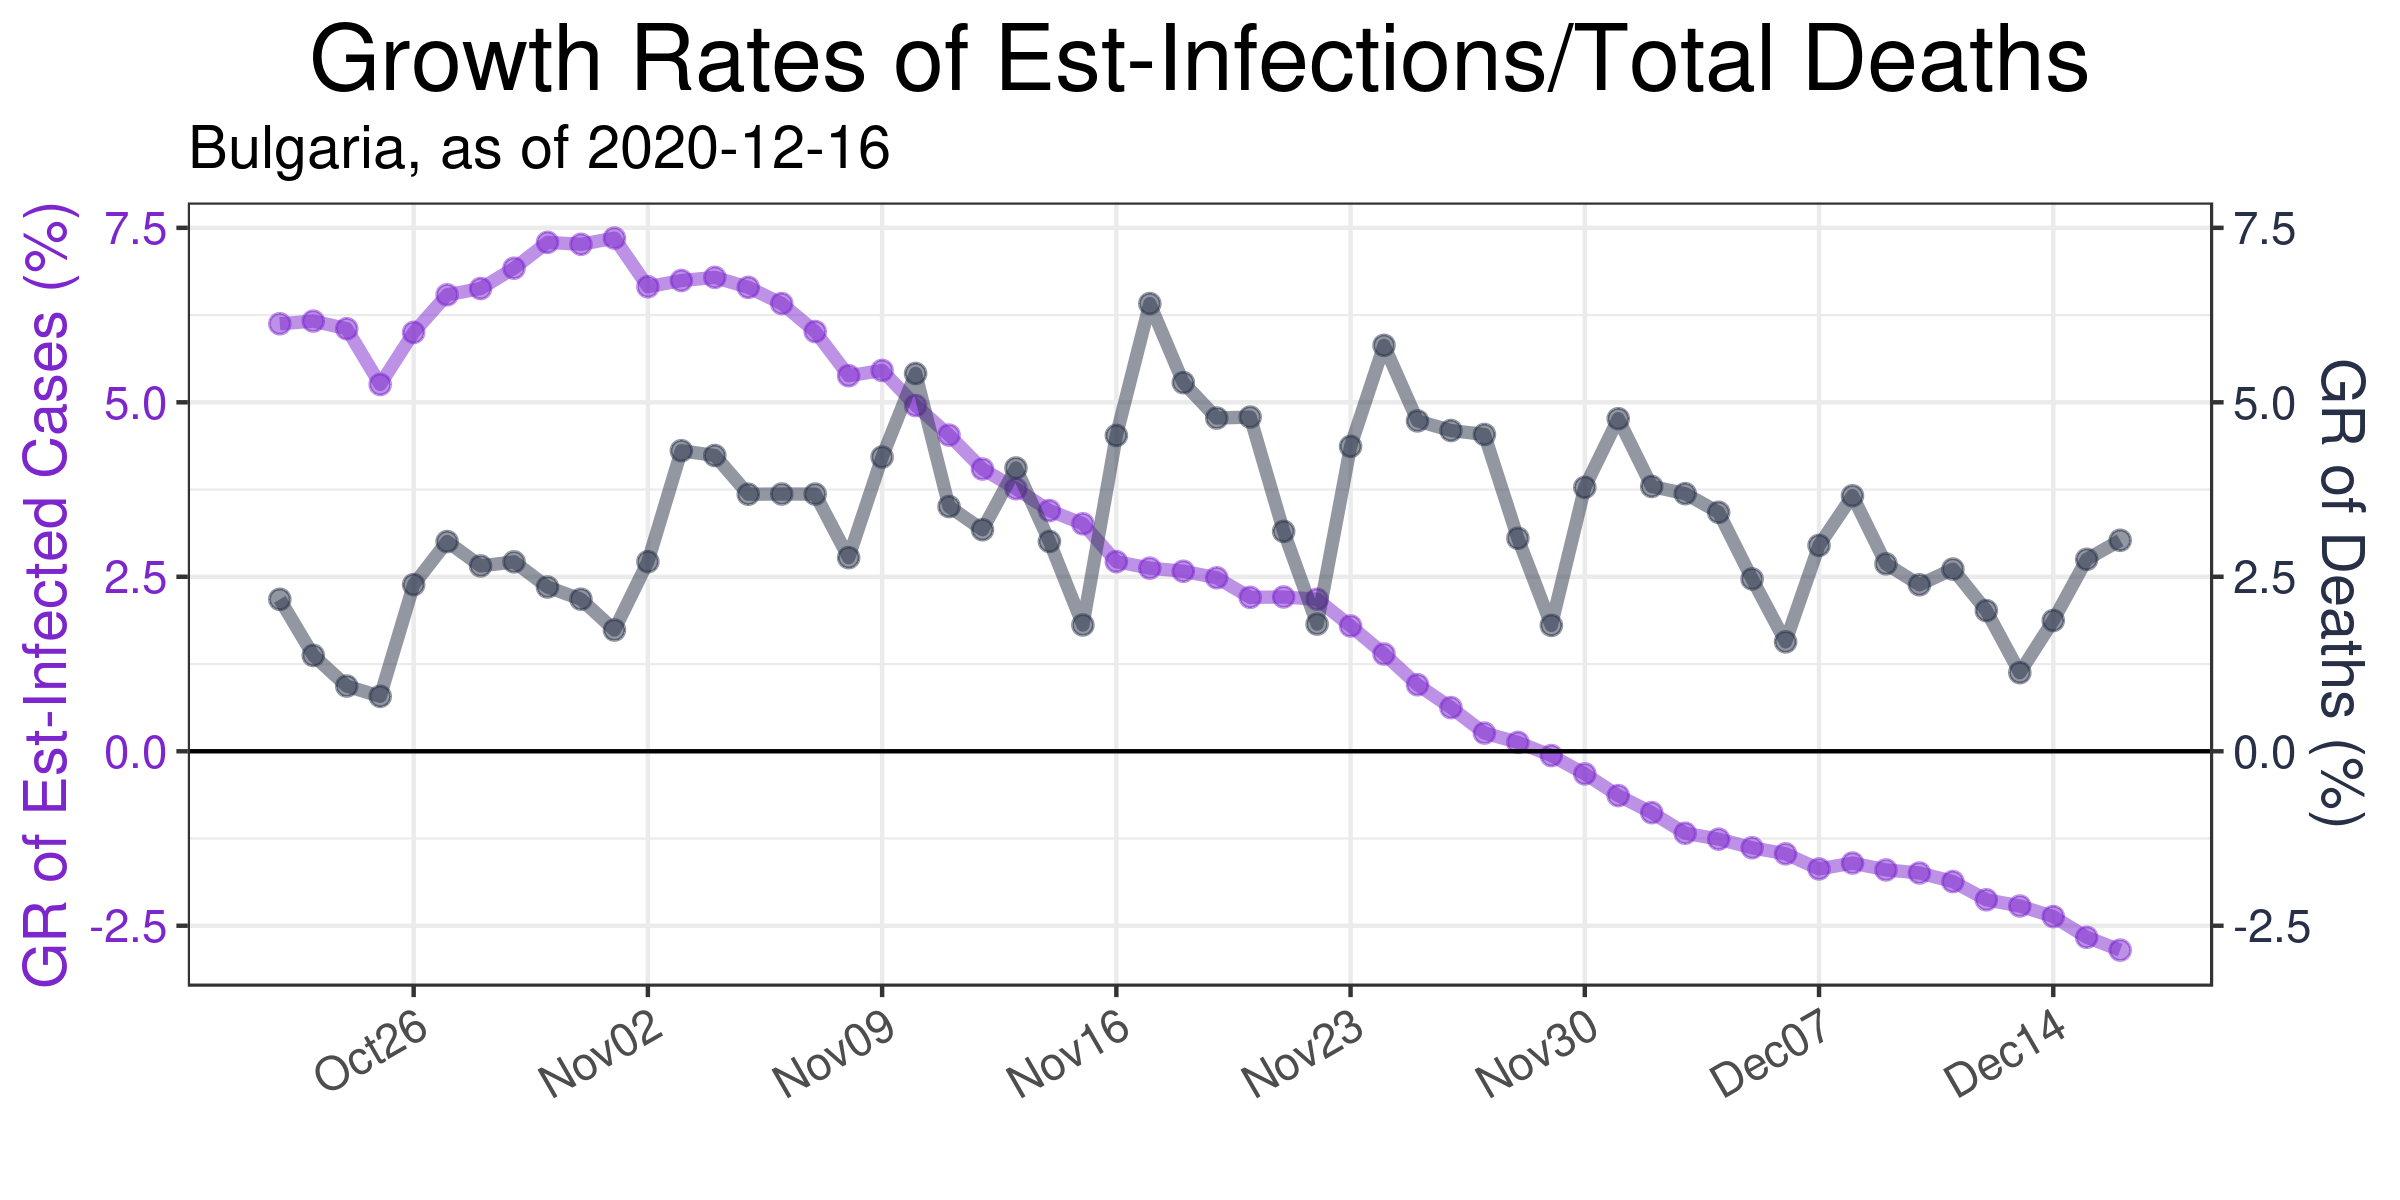 Growth Rates of Est-Infections/Total Deaths
Bulgaria, as of 2020-12-16
GR of Est-Infected Cases (%)
7.5
5.0
2.5
0.0
-2.5
7.5
5.0
2.5
0.0
-2.5
GR of Deaths (%)
Oct26
Nov02
Nov09
Nov16
Nov23
Nov30
Dec07
Dec14